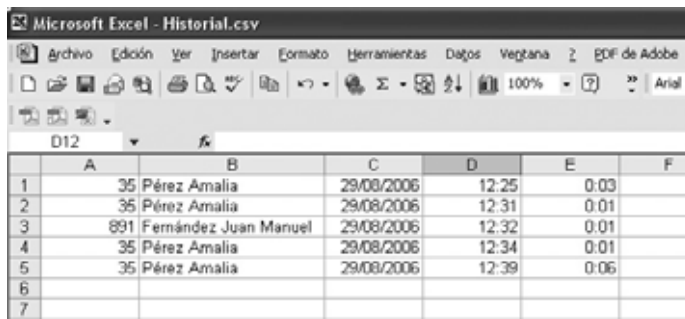 Microsoft Excel - Historial.csv
Archivo Edición Ver Insertar Formato Herramientas Datos Ventana ? PDF de Adobe
Σ 100% ? » Arial
D12 fx
A B C D E F
1 35 Pérez Amalia 29/08/2006 12:25 0:03
2 35 Pérez Amalia 29/08/2006 12:31 0:01
3 891 Fernández Juan Manuel 29/08/2006 12:32 0:01
4 35 Pérez Amalia 29/08/2006 12:34 0:01
5 35 Pérez Amalia 29/08/2006 12:39 0:06
6
7